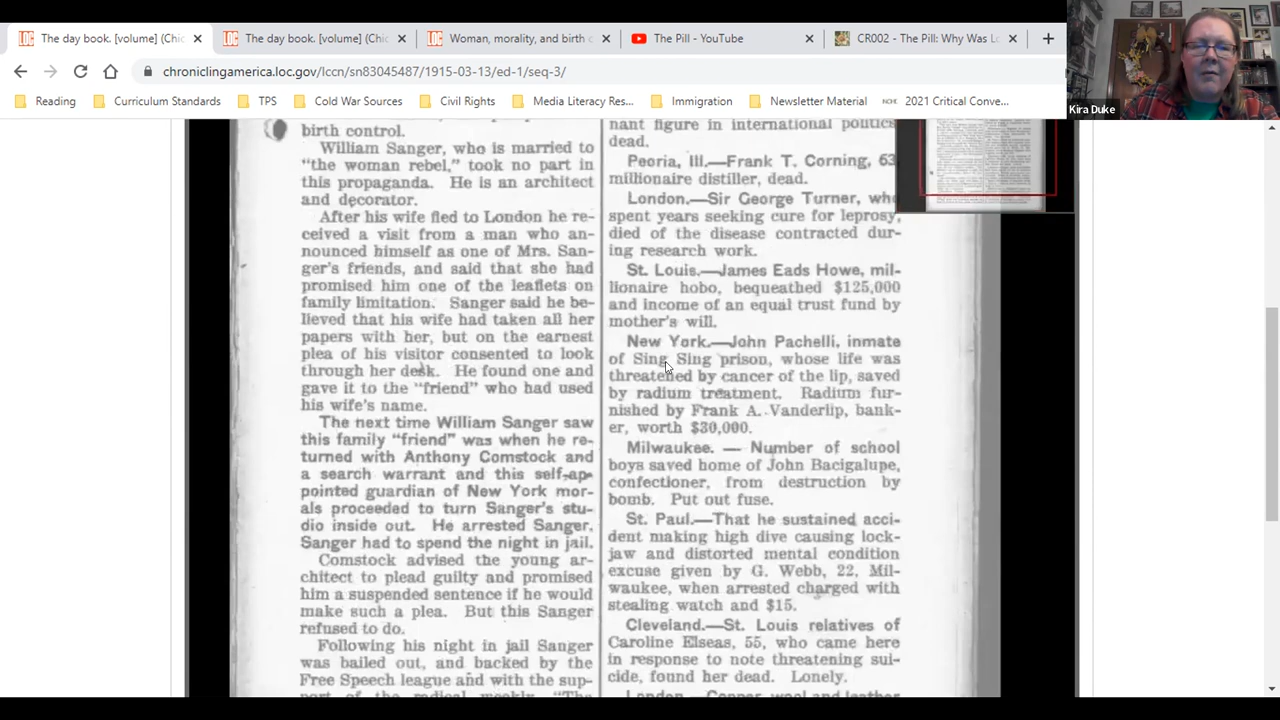 The day book. [volume] (Chic
The day book. [volume] (Chic
Woman, morality, and birth c
The Pill - YouTube
CR002 - The Pill: Why Was L
chroniclingamerica.loc.gov/lccn/sn83045487/1915-03-13/ed-1/seq-3/
Reading
Curriculum Standards
TPS
Cold War Sources
Civil Rights
Media Literacy Res...
Immigration
Newsletter Material
2021 Critical Conve...
Kira Duke
birth control.
William Sanger, who is married to
"the woman rebel," took no part in
this propaganda. He is an architect
and decorator.
After his wife fled to London he re-
ceived a visit from a man who an-
nounced himself as one of Mrs. San-
ger's friends, and said that she had
promised him one of the leaflets on
family limitation. Sanger said he be-
lieved that his wife had taken all her
papers with her, but on the earnest
plea of his visitor consented to look
through her desk. He found one and
gave it to the "friend" who had used
his wife's name.
The next time William Sanger saw
this family "friend" was when he re-
turned with Anthony Comstock and
a search warrant and this self-ap-
pointed guardian of New York mor-
als proceeded to turn Sanger's stu-
dio inside out. He arrested Sanger.
Sanger had to spend the night in jail.
Comstock advised the young ar-
chitect to plead guilty and promised
him a suspended sentence if he would
make such a plea. But this Sanger
refused to do.
Following his night in jail Sanger
was bailed out, and backed by the
Free Speech league and with the sup-
port of the radical weekly, "The
nant figure in international politics
dead.
Peoria, Ill.—Frank T. Corning, 63,
millionaire distiller, dead.
London.—Sir George Turner, who
spent years seeking cure for leprosy,
died of the disease contracted dur-
ing research work.
St. Louis.—James Eads Howe, mil-
lionaire hobo, bequeathed $125,000
and income of an equal trust fund by
mother's will.
New York.—John Pachelli, inmate
of Sing Sing prison, whose life was
threatened by cancer of the lip, saved
by radium treatment. Radium fur-
nished by Frank A. Vanderlip, bank-
er, worth $30,000.
Milwaukee. — Number of school
boys saved home of John Bacigalupe,
confectioner, from destruction by
bomb. Put out fuse.
St. Paul.—That he sustained acci-
dent making high dive causing lock-
jaw and distorted mental condition
excuse given by G. Webb, 22, Mil-
waukee, when arrested charged with
stealing watch and $15.
Cleveland.—St. Louis relatives of
Caroline Elseas, 55, who came here
in response to note threatening sui-
cide, found her dead. Lonely.
London—Copper, wool and leather